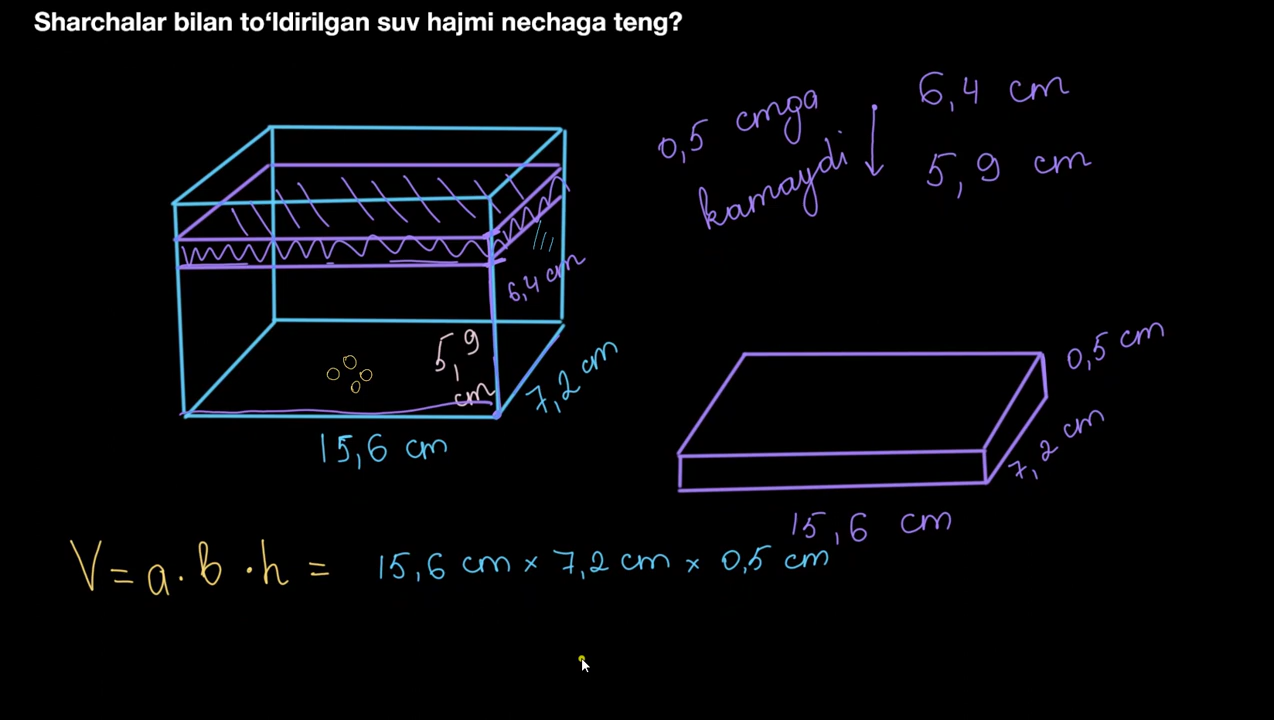 Sharchalar bilan to‘ldirilgan suv hajmi nechaga teng?
0,5 cmga
kamaydi
6,4 cm
5,9 cm
6,4 cm
5,9
cm
7,2 cm
15,6 cm
0,5 cm
7,2 cm
15,6 cm
V = a · b · h = 15,6 cm × 7,2 cm × 0,5 cm